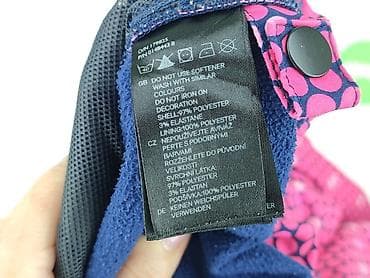 GB DO NOT USE SOFTENER
WASH WITH SIMILAR
COLOURS
DO NOT IRON ON
DECORATION
SHELL:97% POLYESTER
3% ELASTANE
LINING:100% POLYESTER
CZ NEPOUŽÍVEJTE AVIVÁŽ
PERTE S PODOBNÝMI
BARVAMI
ROZŽEHLETE DO PŮVODNÍ
VELIKOSTI
SVRCHNÍ LÁTKA:
97% POLYESTER
3% ELASTAN
PODŠÍVKA:100% POLYESTER
DE KEINEN WEICHSPÜLER
VERWENDEN